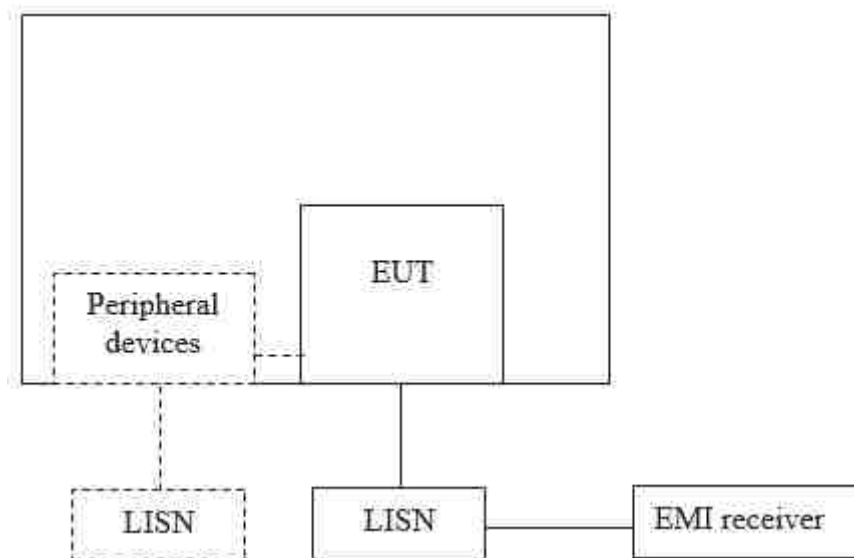 EUT
Peripheral
devices
LISN
LISN
EMI receiver